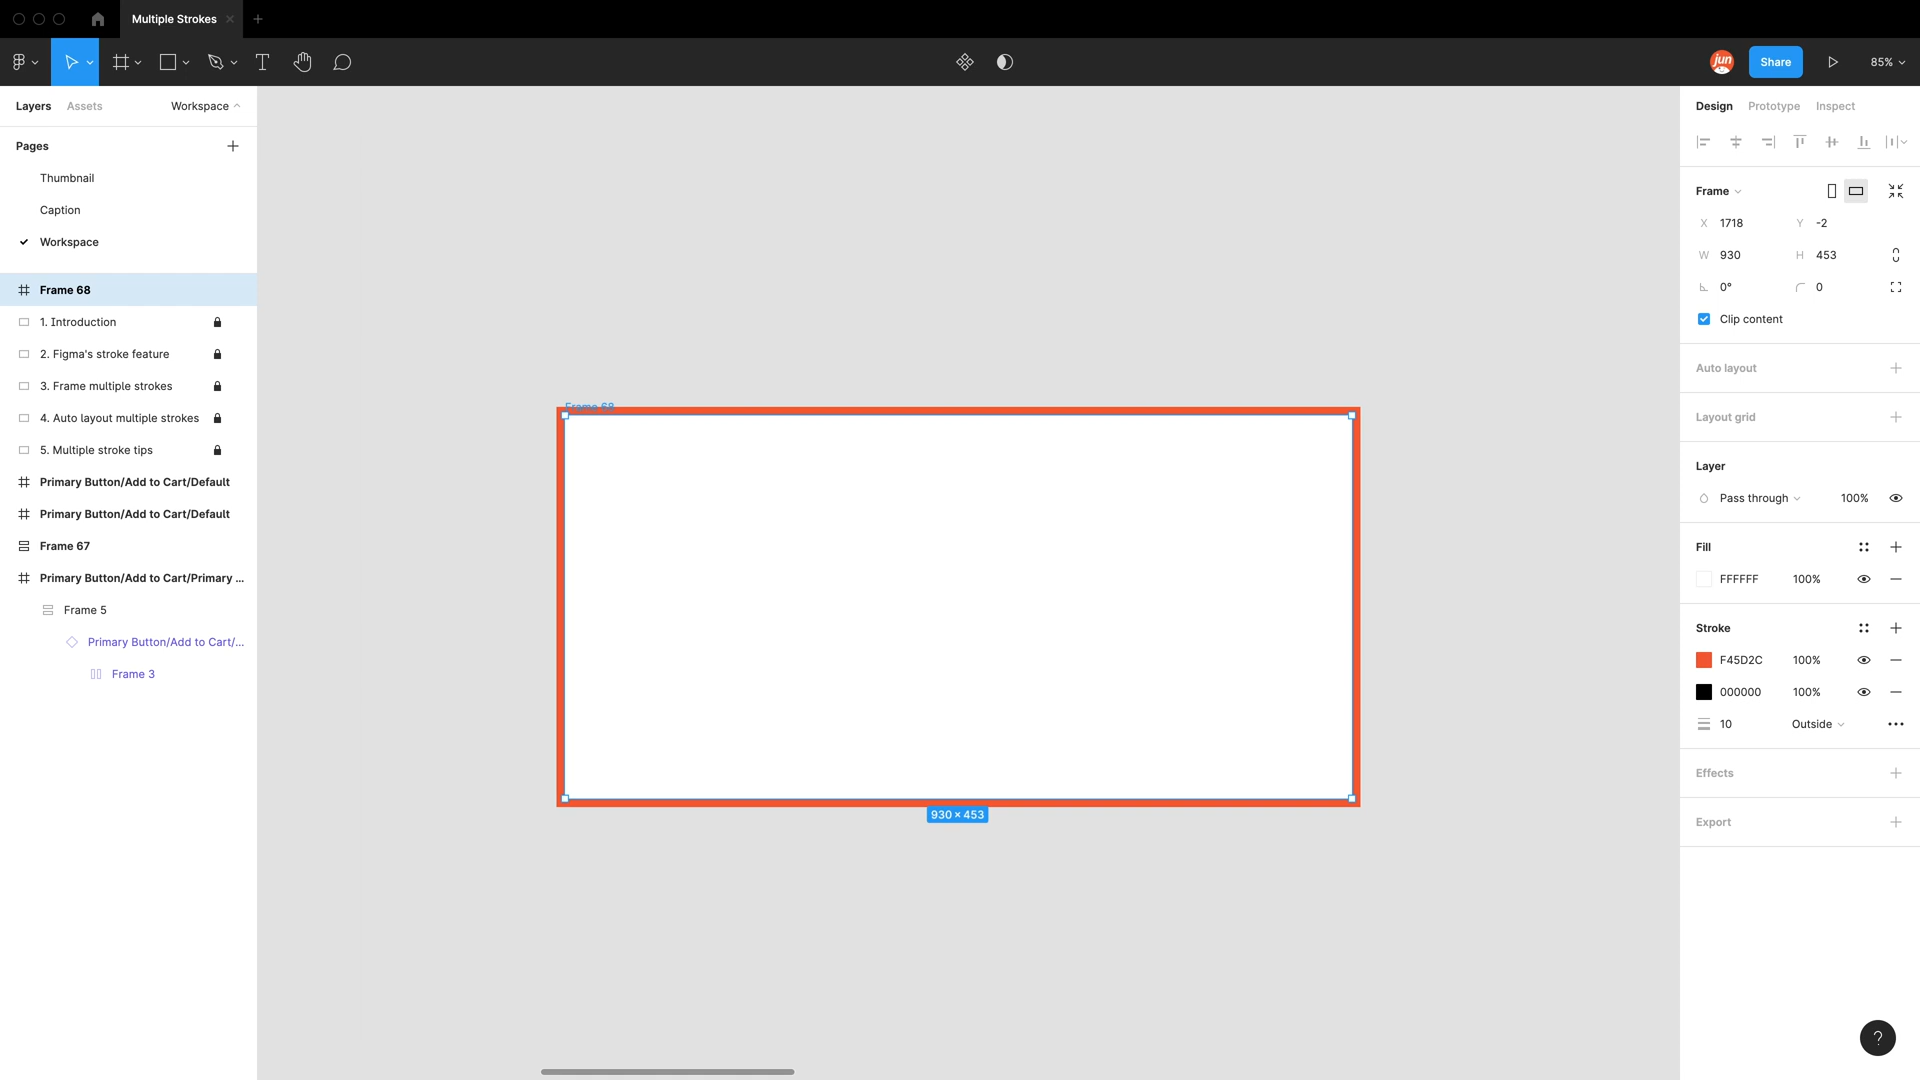 Multiple Strokes
jun
Share
85%
Layers
Assets
Workspace
Pages
Thumbnail
Caption
Workspace
Frame 68
1. Introduction
2. Figma's stroke feature
3. Frame multiple strokes
4. Auto layout multiple strokes
5. Multiple stroke tips
Primary Button/Add to Cart/Default
Primary Button/Add to Cart/Default
Frame 67
Primary Button/Add to Cart/Primary ...
Frame 5
Primary Button/Add to Cart/...
Frame 3
Frame 68
930 × 453
Design
Prototype
Inspect
Frame
X 1718
Y -2
W 930
H 453
0°
0
Clip content
Auto layout
Layout grid
Layer
Pass through
100%
Fill
FFFFFF
100%
Stroke
F45D2C
100%
000000
100%
10
Outside
Effects
Export
?